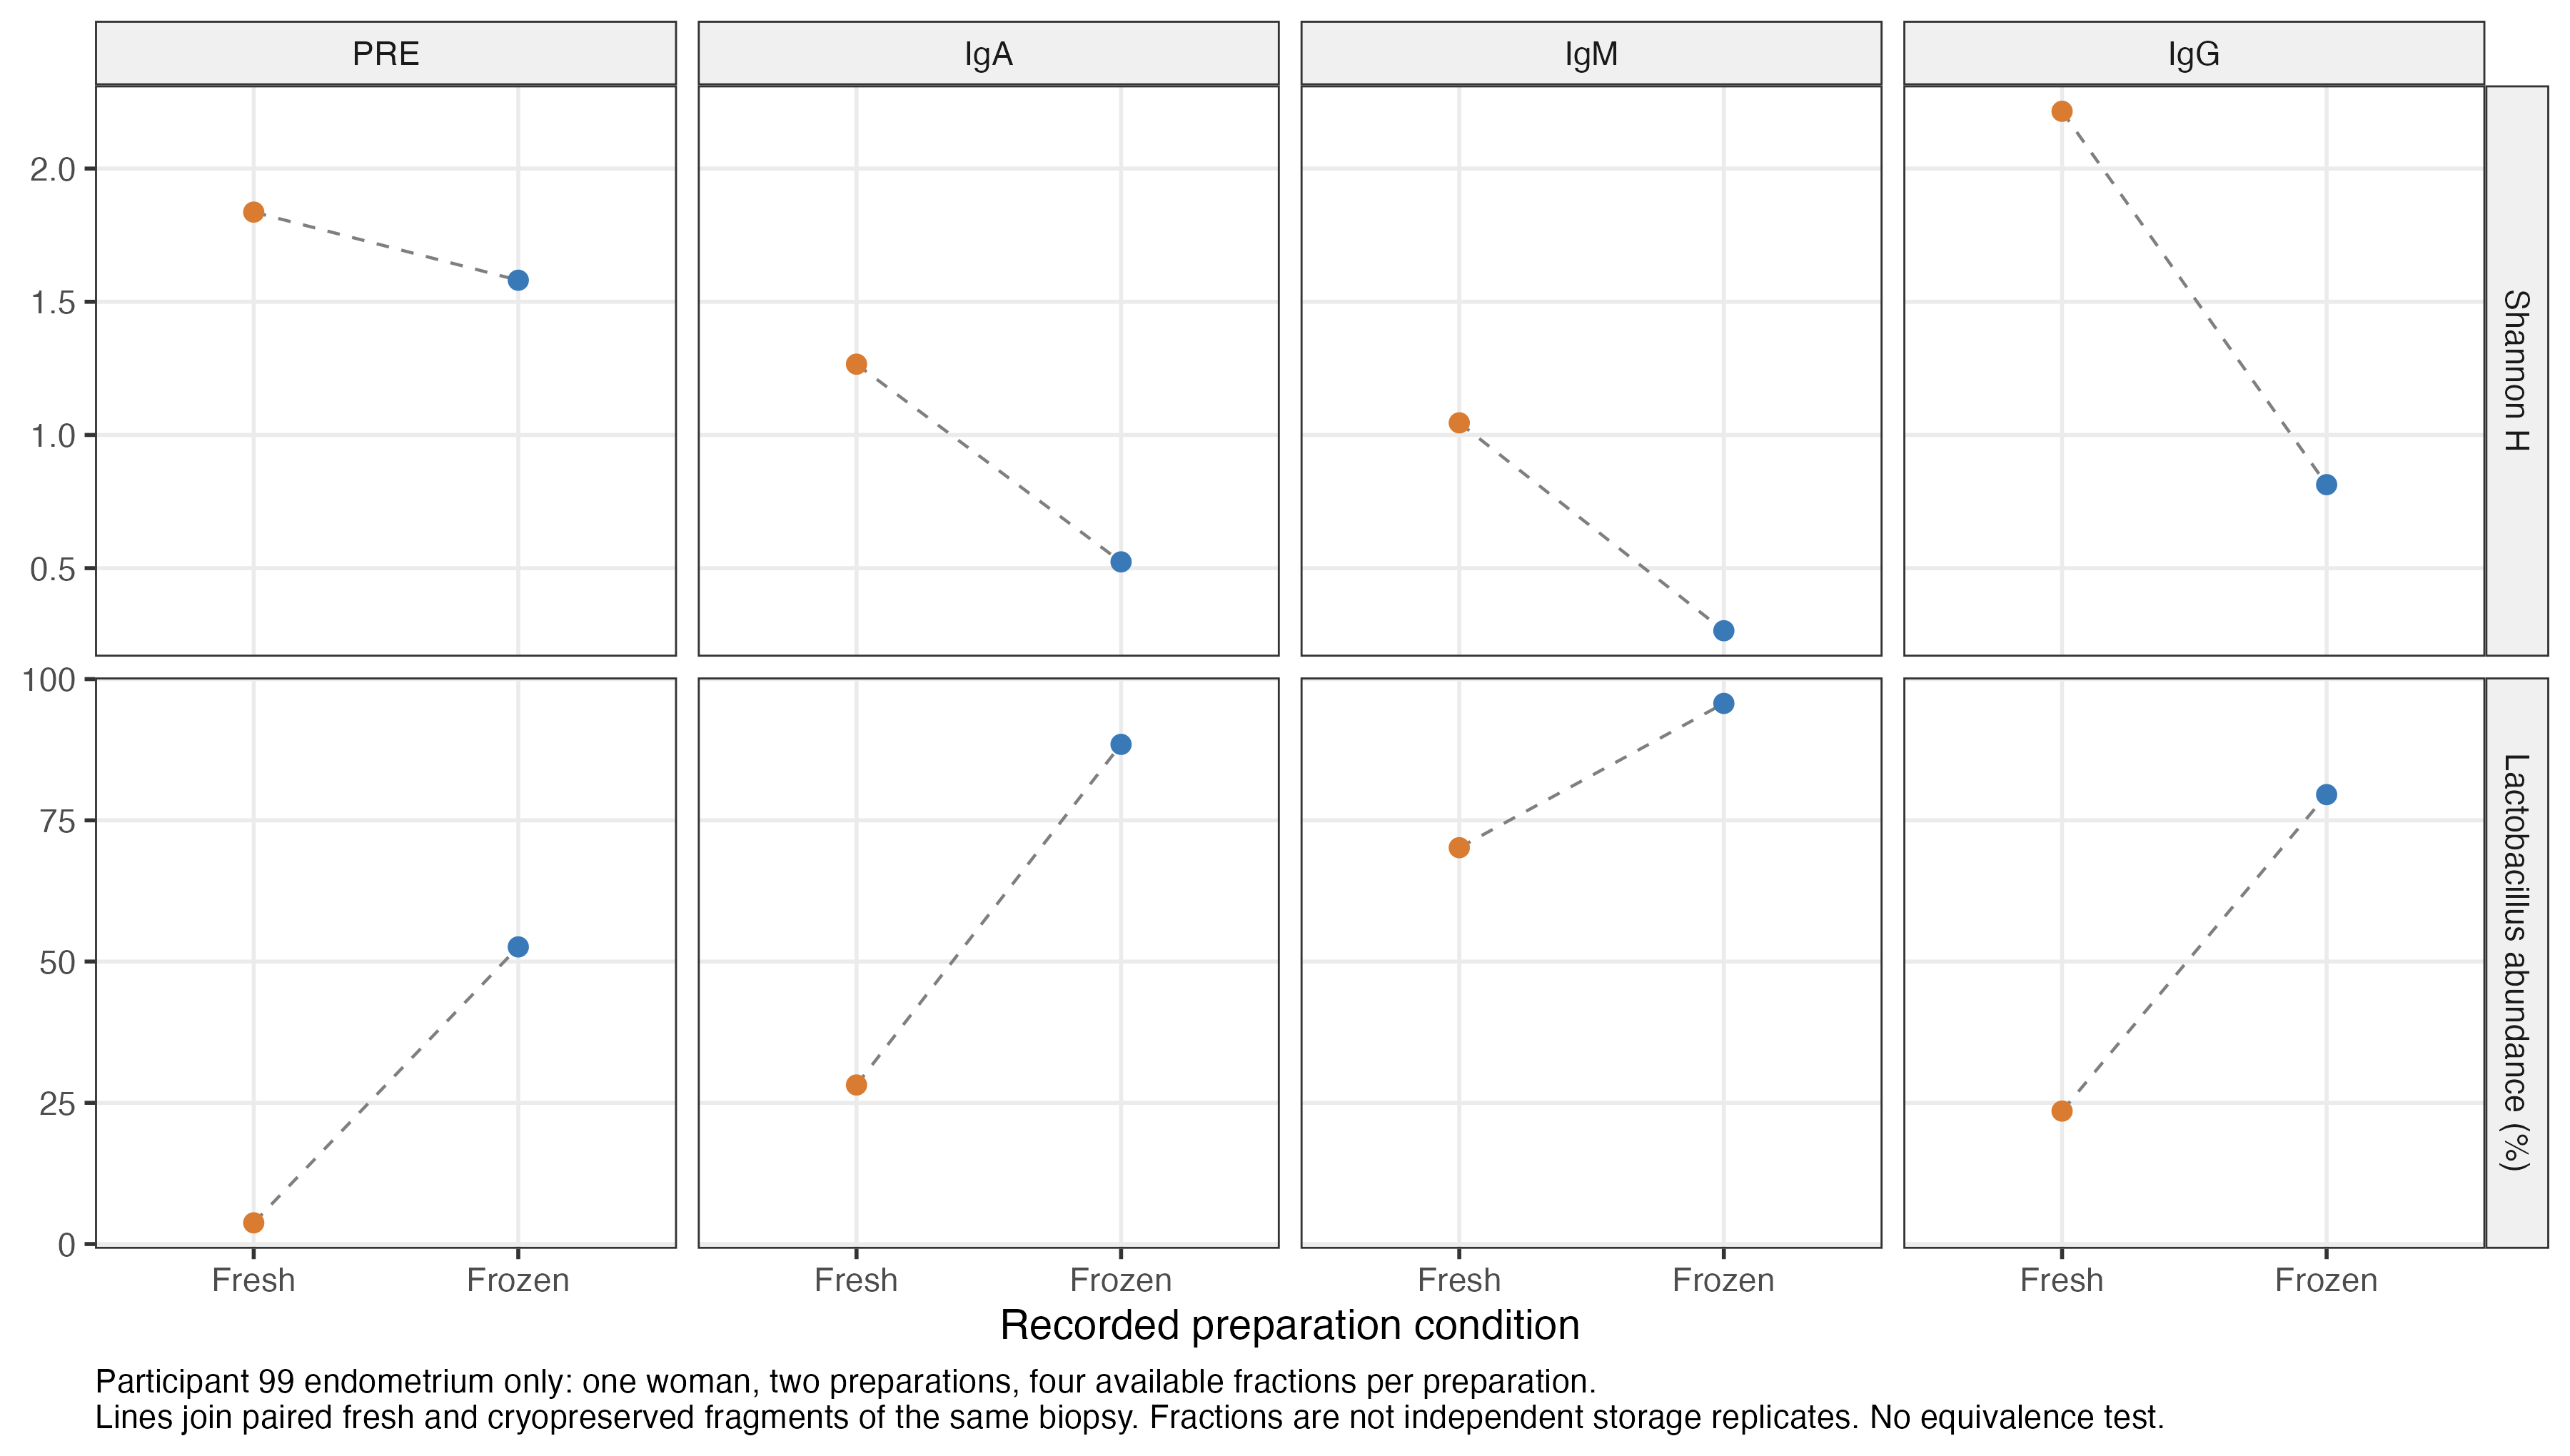 PRE
IgA
IgM
IgG
2.0
1.5
1.0
0.5
Shannon H
100
75
50
25
0
Lactobacillus abundance (%)
Fresh
Frozen
Fresh
Frozen
Fresh
Frozen
Fresh
Frozen
Recorded preparation condition
Participant 99 endometrium only: one woman, two preparations, four available fractions per preparation.
Lines join paired fresh and cryopreserved fragments of the same biopsy. Fractions are not independent storage replicates. No equivalence test.